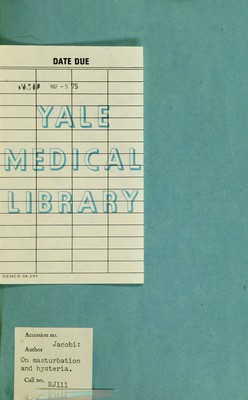 DATE DUE
MAY - 5 75
YALE
MEDICAL
LIBRARY
DEMCO 38-297
Accession no.
Jacobi:
Author
On masturbation
and hysteria.
Call no. RJ111